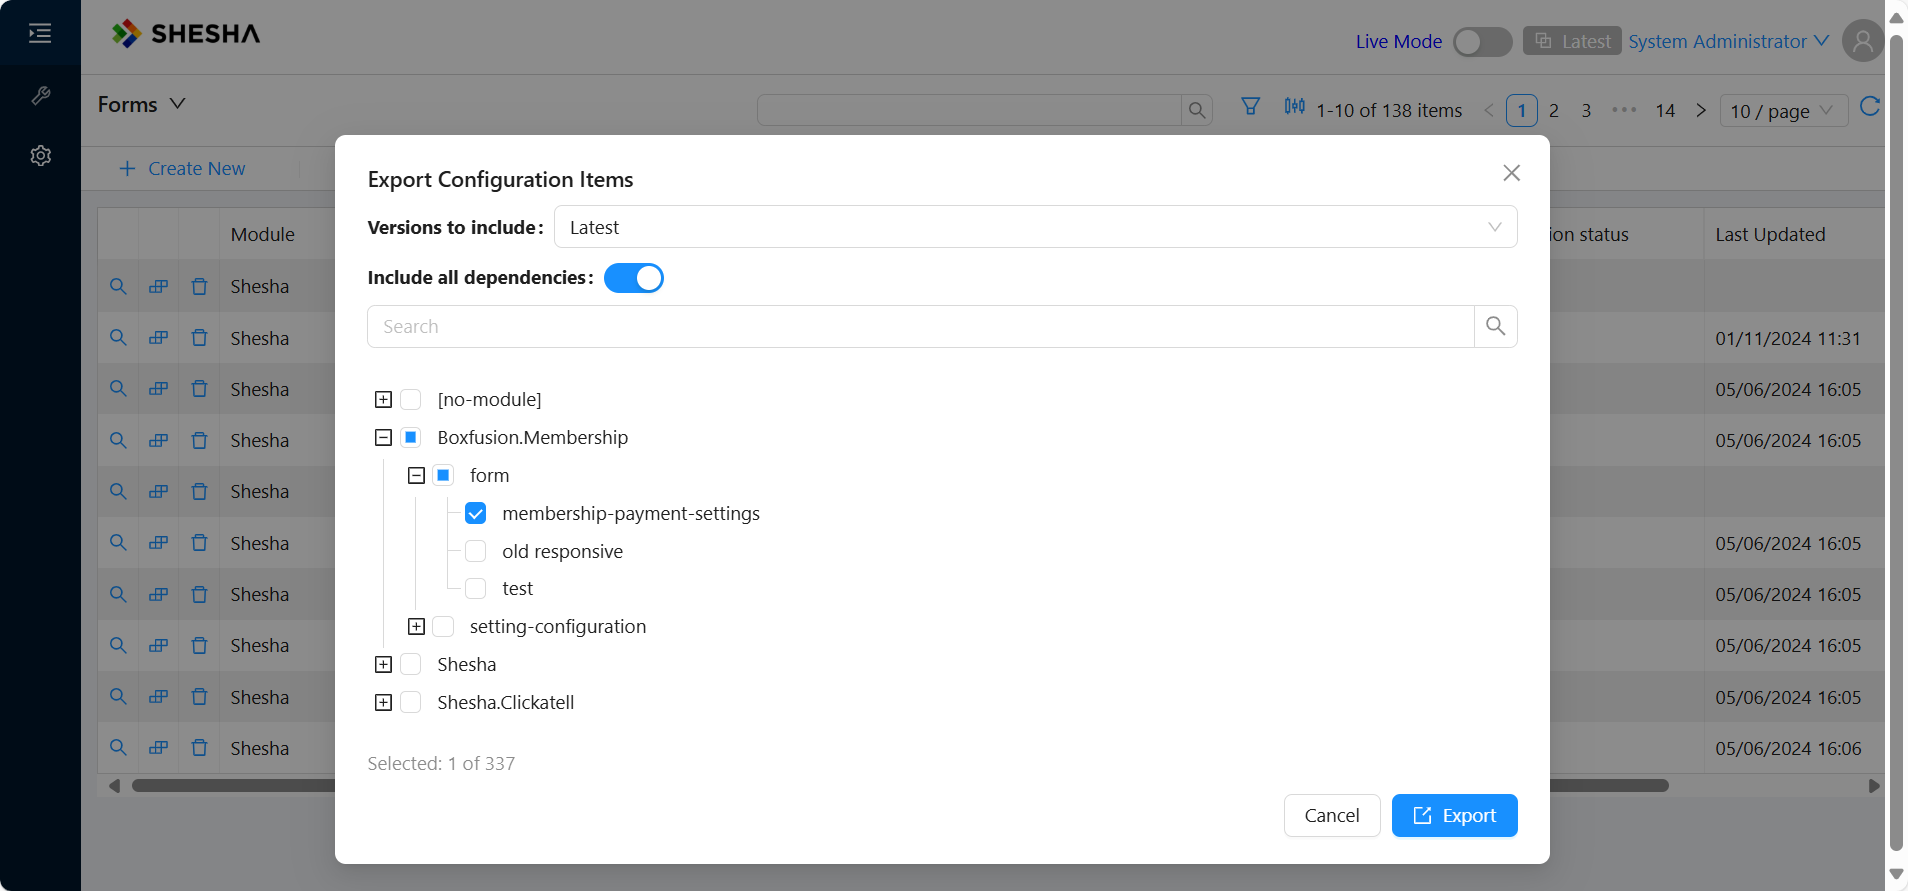 SHESHA
Live Mode
Latest
System Administrator
Forms
1-10 of 138 items
1
2
3
•••
14
10 / page
Create New
Export Configuration Items
Versions to include:
Latest
Include all dependencies:
Search
[no-module]
Boxfusion.Membership
form
membership-payment-settings
old responsive
test
setting-configuration
Shesha
Shesha.Clickatell
Selected: 1 of 337
Cancel
Export
Module
ion status
Last Updated
Shesha
Shesha
01/11/2024 11:31
Shesha
05/06/2024 16:05
Shesha
05/06/2024 16:05
Shesha
Shesha
05/06/2024 16:05
Shesha
05/06/2024 16:05
Shesha
05/06/2024 16:05
Shesha
05/06/2024 16:05
Shesha
05/06/2024 16:06